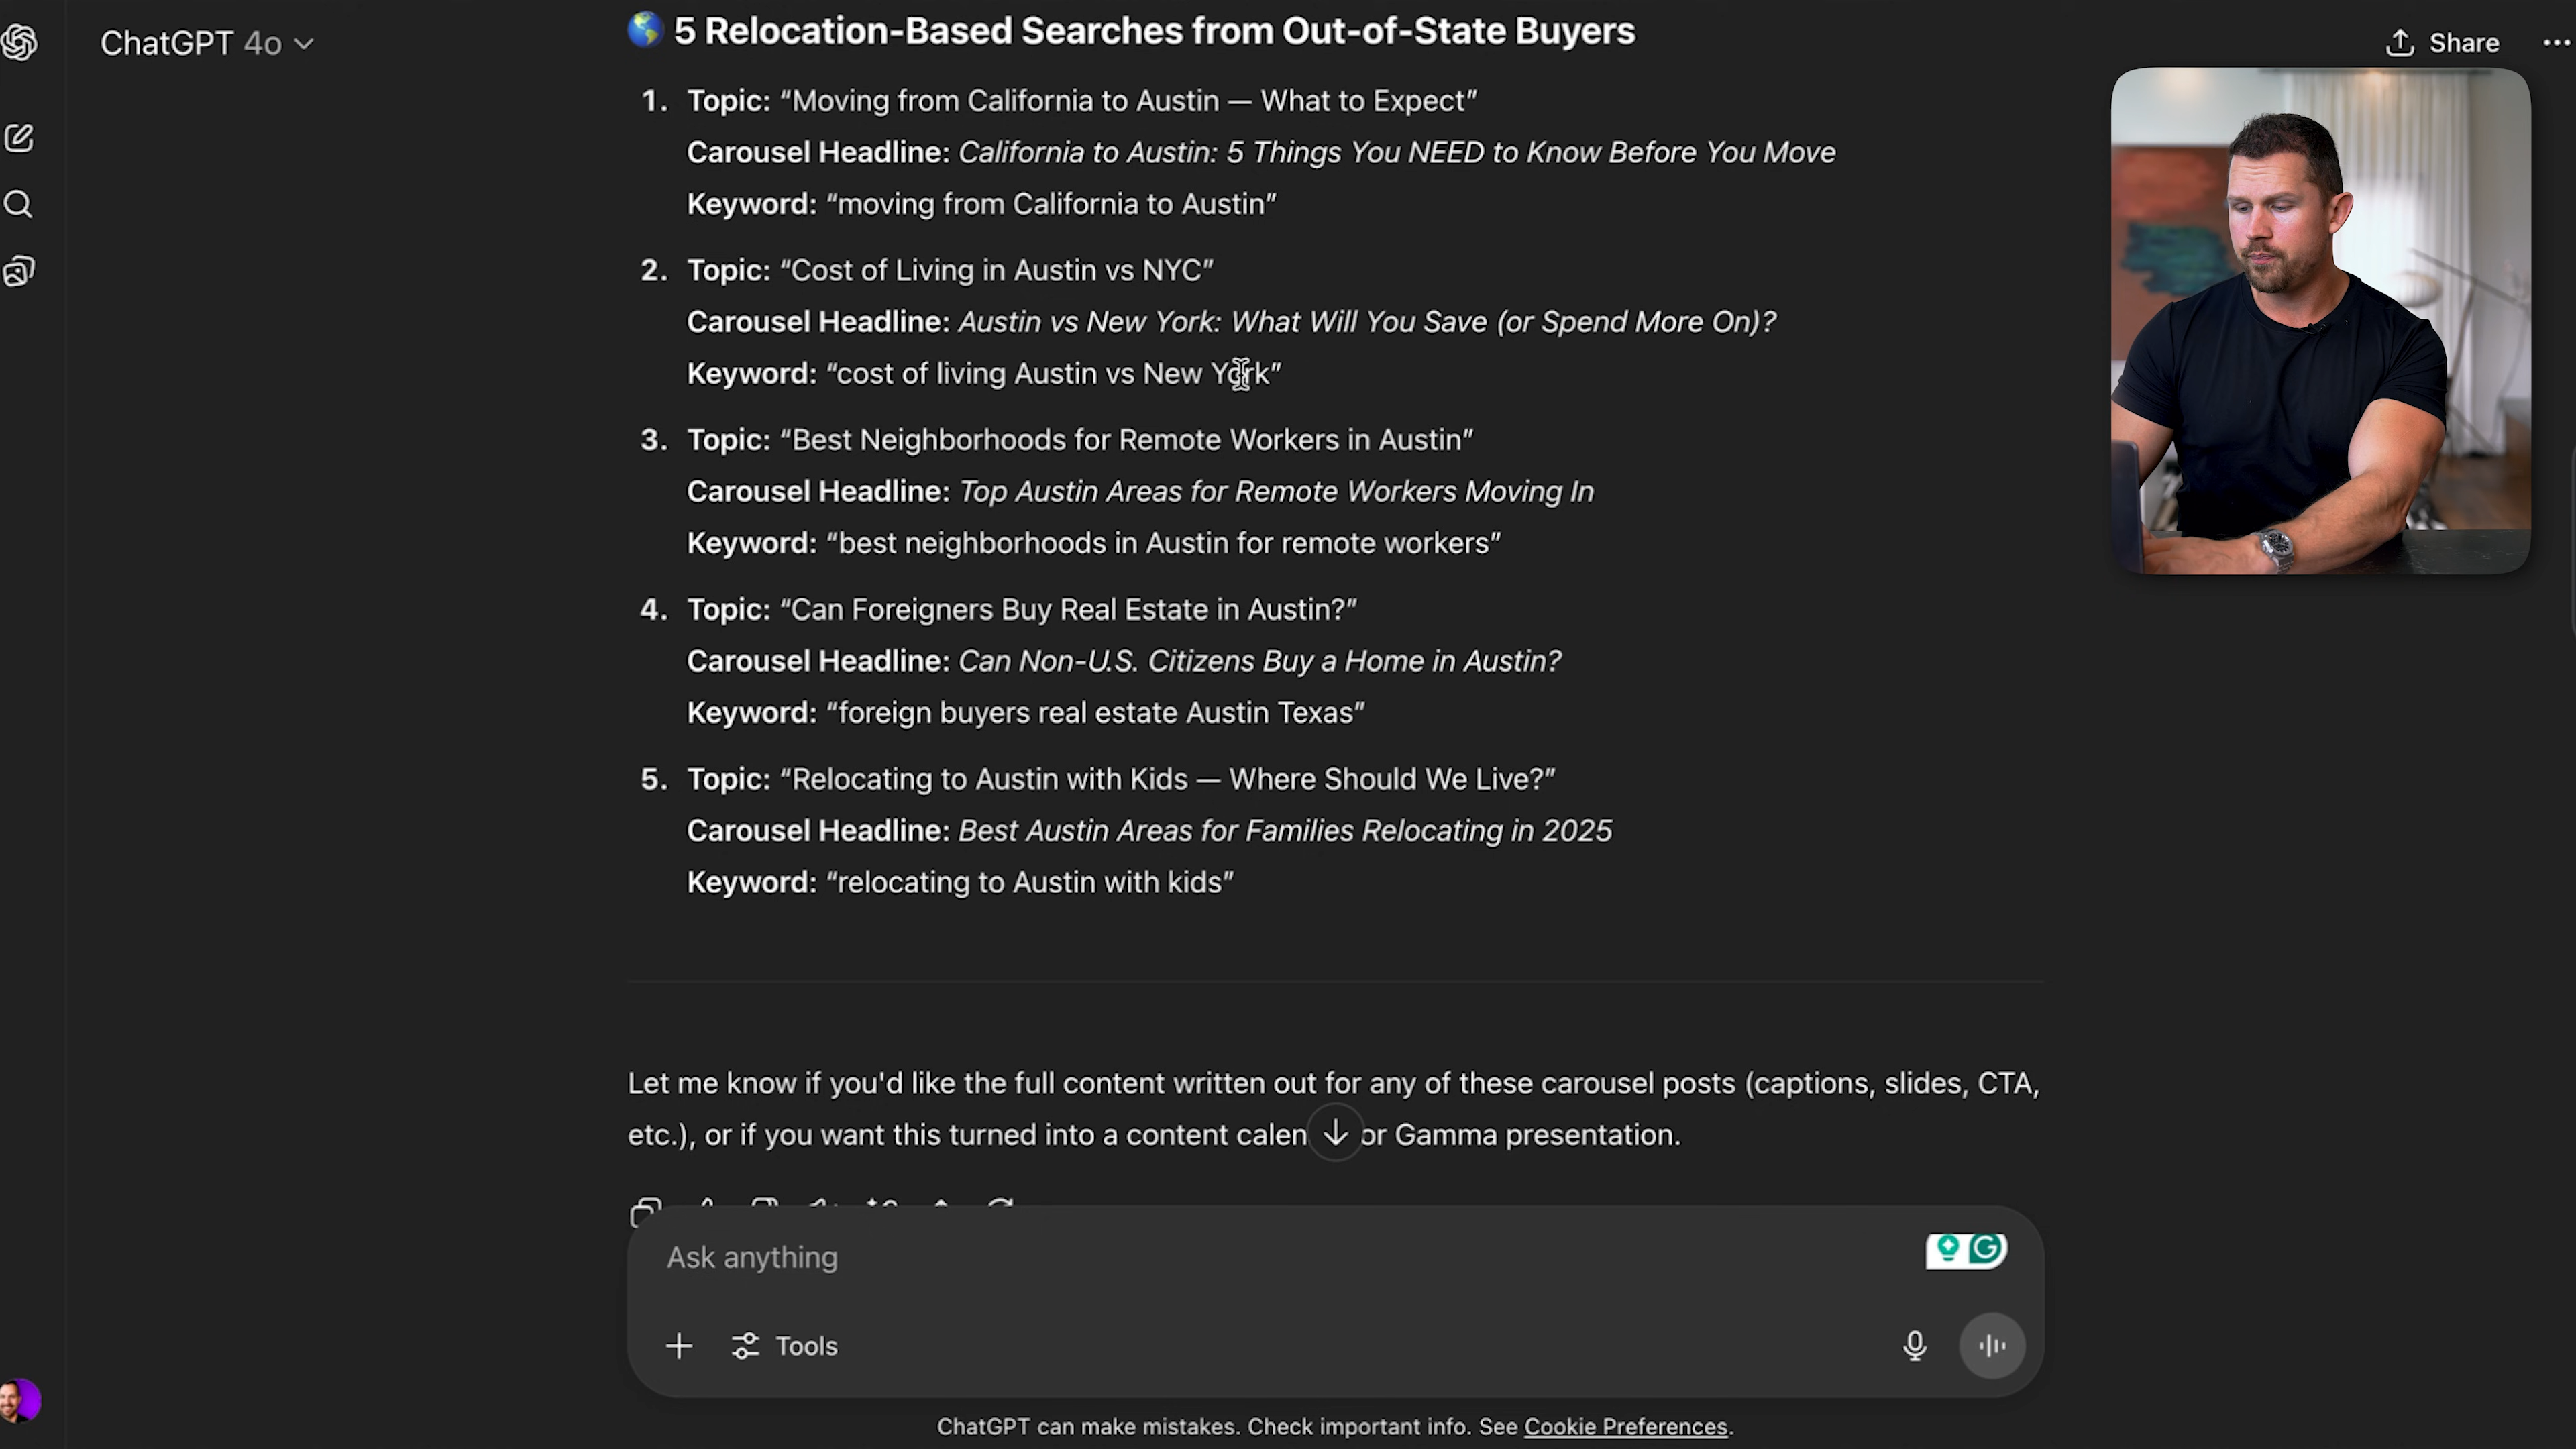 ChatGPT 4o
🌎 5 Relocation-Based Searches from Out-of-State Buyers
Share
1. Topic: “Moving from California to Austin — What to Expect”
Carousel Headline: California to Austin: 5 Things You NEED to Know Before You Move
Keyword: “moving from California to Austin”
2. Topic: “Cost of Living in Austin vs NYC”
Carousel Headline: Austin vs New York: What Will You Save (or Spend More On)?
Keyword: “cost of living Austin vs New York”
3. Topic: “Best Neighborhoods for Remote Workers in Austin”
Carousel Headline: Top Austin Areas for Remote Workers Moving In
Keyword: “best neighborhoods in Austin for remote workers”
4. Topic: “Can Foreigners Buy Real Estate in Austin?”
Carousel Headline: Can Non-U.S. Citizens Buy a Home in Austin?
Keyword: “foreign buyers real estate Austin Texas”
5. Topic: “Relocating to Austin with Kids — Where Should We Live?”
Carousel Headline: Best Austin Areas for Families Relocating in 2025
Keyword: “relocating to Austin with kids”
Let me know if you'd like the full content written out for any of these carousel posts (captions, slides, CTA,
etc.), or if you want this turned into a content calen or Gamma presentation.
Ask anything
Tools
ChatGPT can make mistakes. Check important info. See Cookie Preferences.